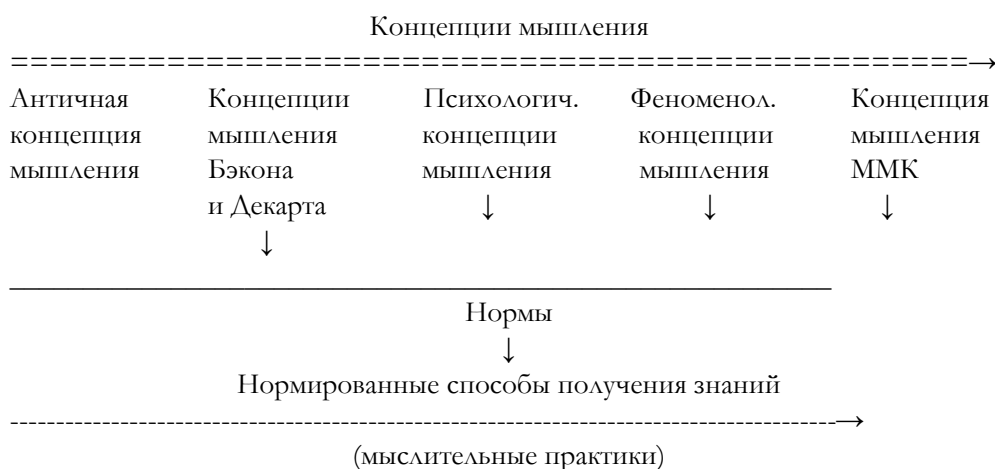 Концепции мышления
================================================→
Античная Концепции Психологич. Феноменол. Концепция
концепция мышления концепции концепции мышления
мышления Бэкона мышления мышления ММК
и Декарта ↓ ↓ ↓
↓
Нормы
↓
Нормированные способы получения знаний
---------------------------------------------------------------------------------→
(мыслительные практики)